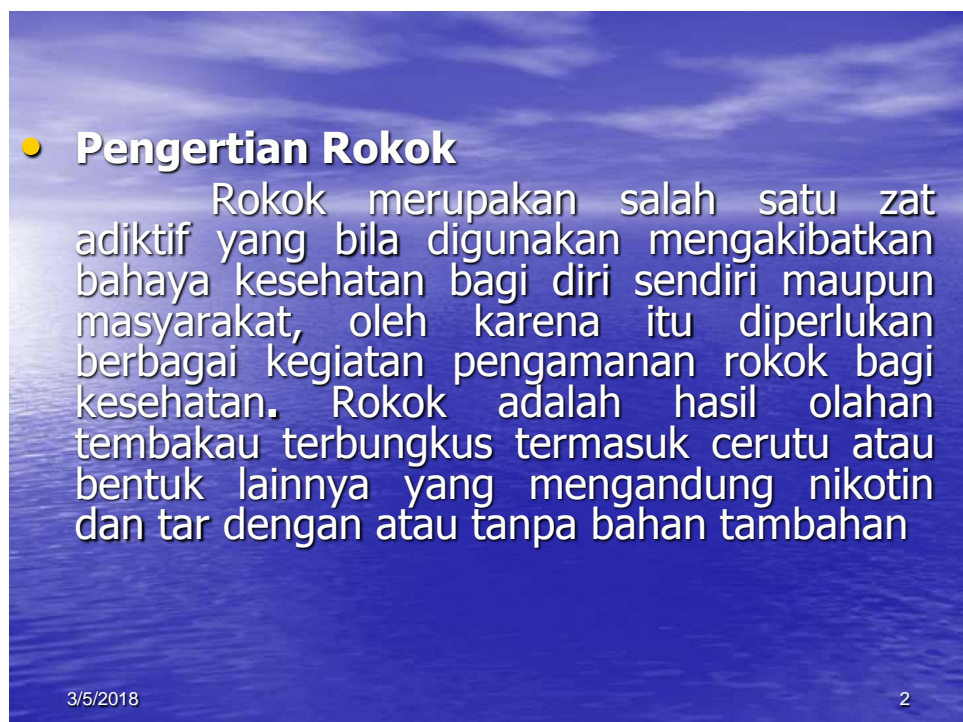 • Pengertian Rokok
Rokok merupakan salah satu zat
adiktif yang bila digunakan mengakibatkan
bahaya kesehatan bagi diri sendiri maupun
masyarakat, oleh karena itu diperlukan
berbagai kegiatan pengamanan rokok bagi
kesehatan. Rokok adalah hasil olahan
tembakau terbungkus termasuk cerutu atau
bentuk lainnya yang mengandung nikotin
dan tar dengan atau tanpa bahan tambahan
3/5/2018
2